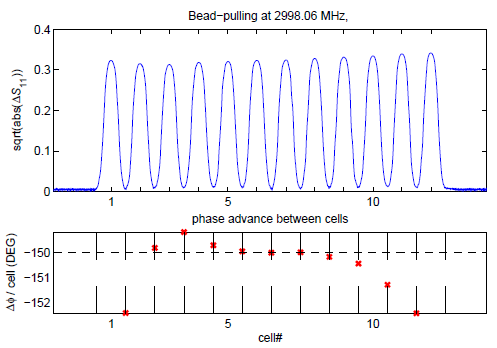 Bead−pulling at 2998.06 MHz,
sqrt(abs(ΔS11))
0.4
0.3
0.2
0.1
0
1 5 10
phase advance between cells
Δϕ / cell (DEG)
−150
−151
−152
1 5 10
cell#